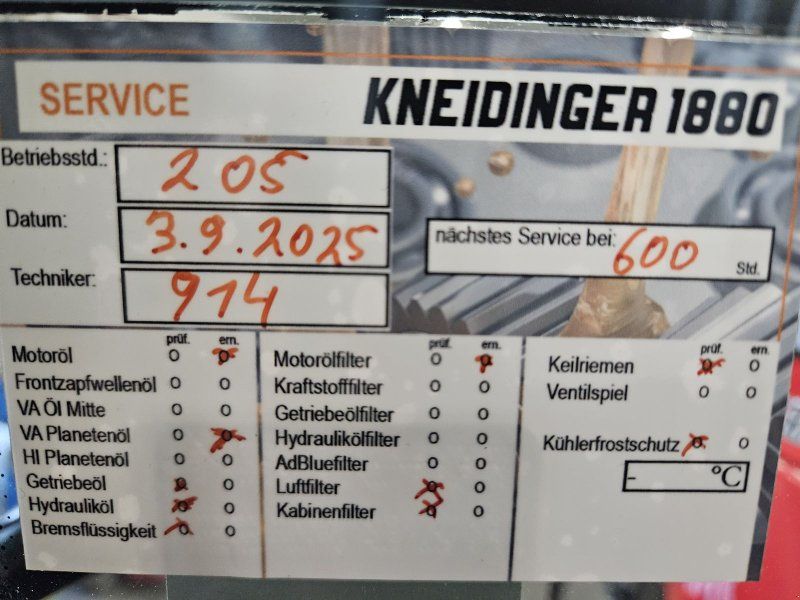 SERVICE KNEIDINGER 1880
Betriebsstd.: 205
Datum: 3.9.2025
Techniker: 914
nächstes Service bei: 600 Std.
prüf. ern.
Motoröl
Frontzapfwellenöl
VA Öl Mitte
VA Planetenöl
HI Planetenöl
Getriebeöl
Hydrauliköl
Bremsflüssigkeit
prüf. ern.
Motorölfilter
Kraftstofffilter
Getriebeölfilter
Hydraulikölfilter
AdBluefilter
Luftfilter
Kabinenfilter
prüf. ern.
Keilriemen
Ventilspiel
Kühlerfrostschutz
- °C